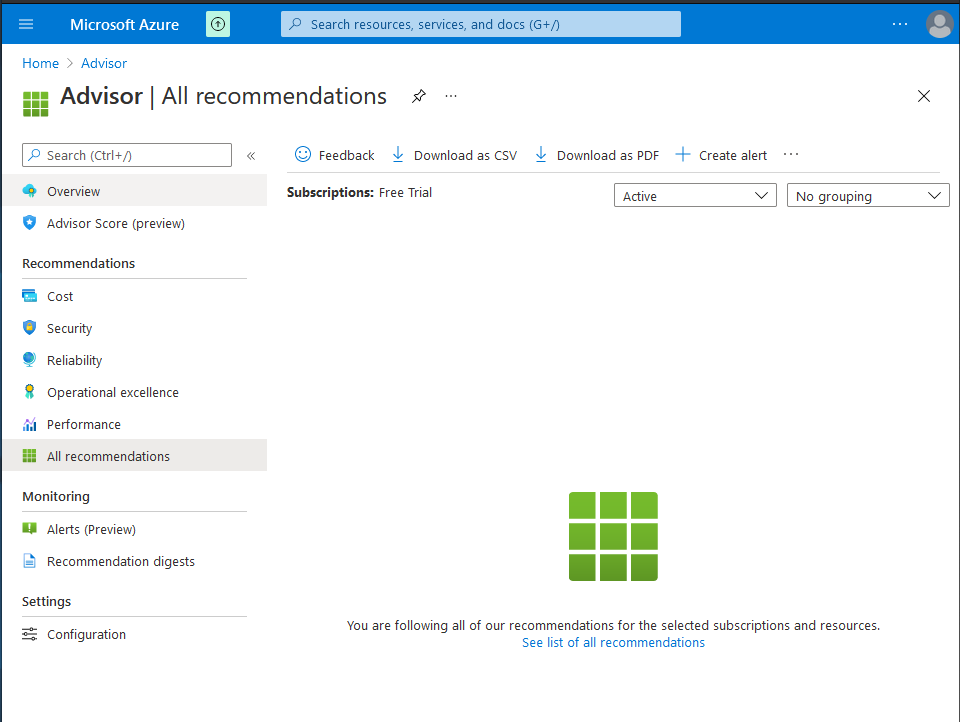 Microsoft Azure
Search resources, services, and docs (G+/)
Home > Advisor
Advisor | All recommendations
Search (Ctrl+/)
Feedback Download as CSV Download as PDF Create alert
Overview
Subscriptions: Free Trial Active No grouping
Advisor Score (preview)
Recommendations
Cost
Security
Reliability
Operational excellence
Performance
All recommendations
Monitoring
Alerts (Preview)
Recommendation digests
Settings
Configuration
You are following all of our recommendations for the selected subscriptions and resources.
See list of all recommendations